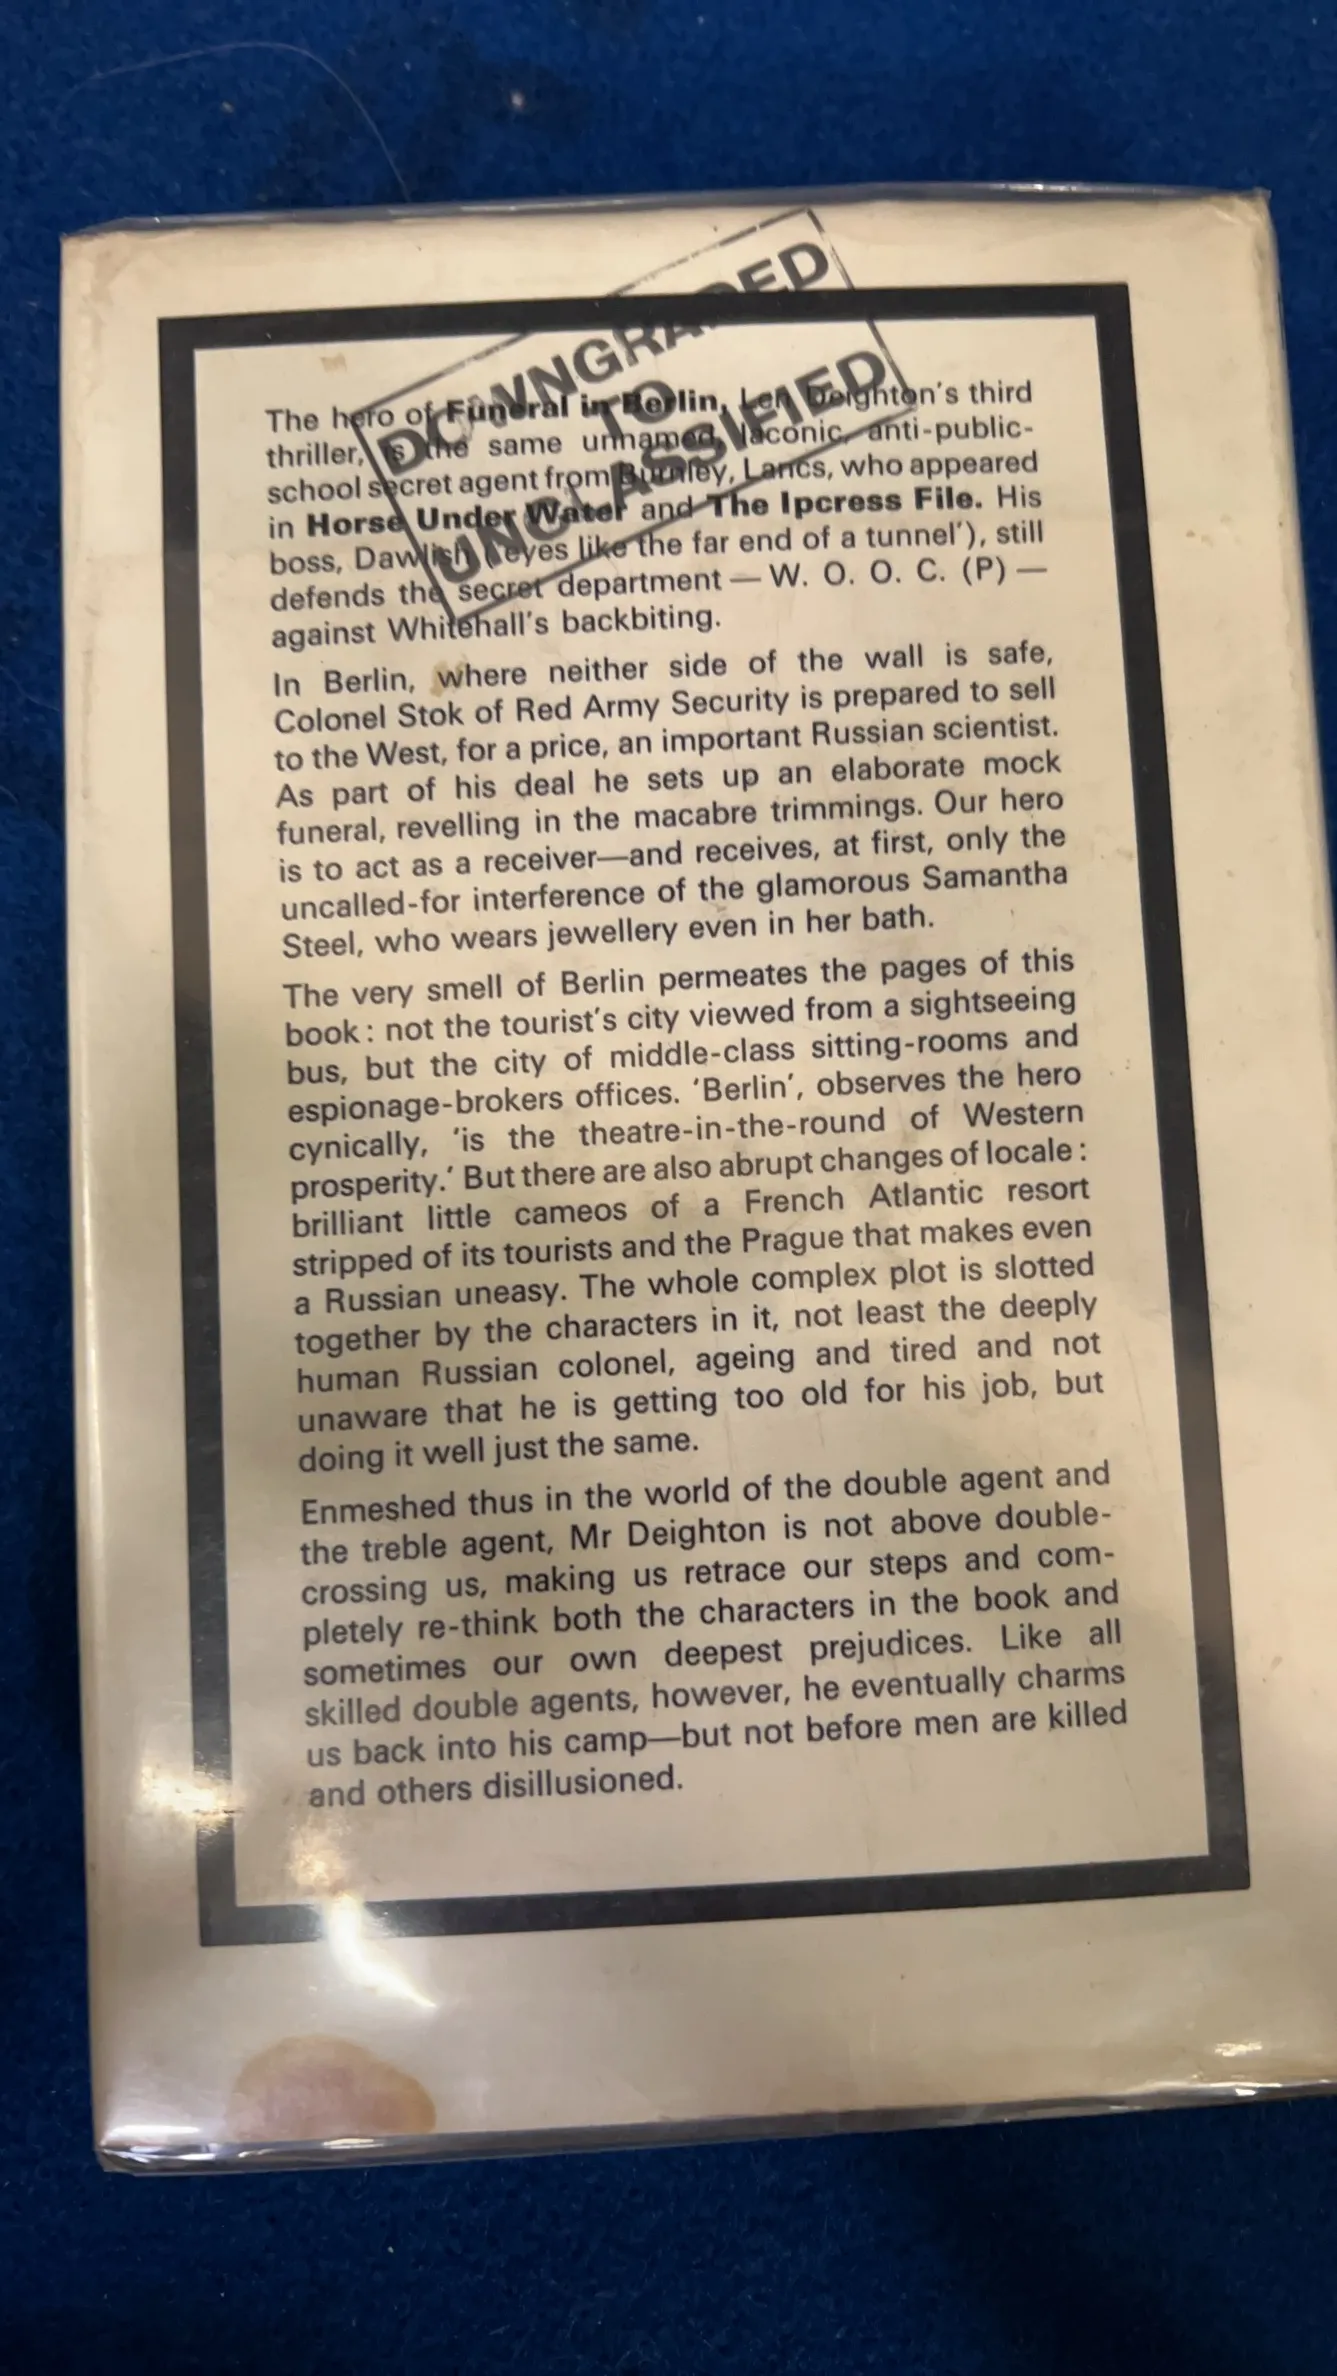 DOWNGRADED
TO
UNCLASSIFIED
The hero of Funeral in Berlin, Len Deighton's third
thriller, is the same unnamed, laconic, anti-public-
school secret agent from Burnley, Lancs, who appeared
in Horse Under Water and The Ipcress File. His
boss, Dawlish ('eyes like the far end of a tunnel'), still
defends the secret department — W. O. O. C. (P) —
against Whitehall's backbiting.
In Berlin, where neither side of the wall is safe,
Colonel Stok of Red Army Security is prepared to sell
to the West, for a price, an important Russian scientist.
As part of his deal he sets up an elaborate mock
funeral, revelling in the macabre trimmings. Our hero
is to act as a receiver—and receives, at first, only the
uncalled-for interference of the glamorous Samantha
Steel, who wears jewellery even in her bath.
The very smell of Berlin permeates the pages of this
book: not the tourist's city viewed from a sightseeing
bus, but the city of middle-class sitting-rooms and
espionage-brokers offices. 'Berlin', observes the hero
cynically, 'is the theatre-in-the-round of Western
prosperity.' But there are also abrupt changes of locale:
brilliant little cameos of a French Atlantic resort
stripped of its tourists and the Prague that makes even
a Russian uneasy. The whole complex plot is slotted
together by the characters in it, not least the deeply
human Russian colonel, ageing and tired and not
unaware that he is getting too old for his job, but
doing it well just the same.
Enmeshed thus in the world of the double agent and
the treble agent, Mr Deighton is not above double-
crossing us, making us retrace our steps and com-
pletely re-think both the characters in the book and
sometimes our own deepest prejudices. Like all
skilled double agents, however, he eventually charms
us back into his camp—but not before men are killed
and others disillusioned.